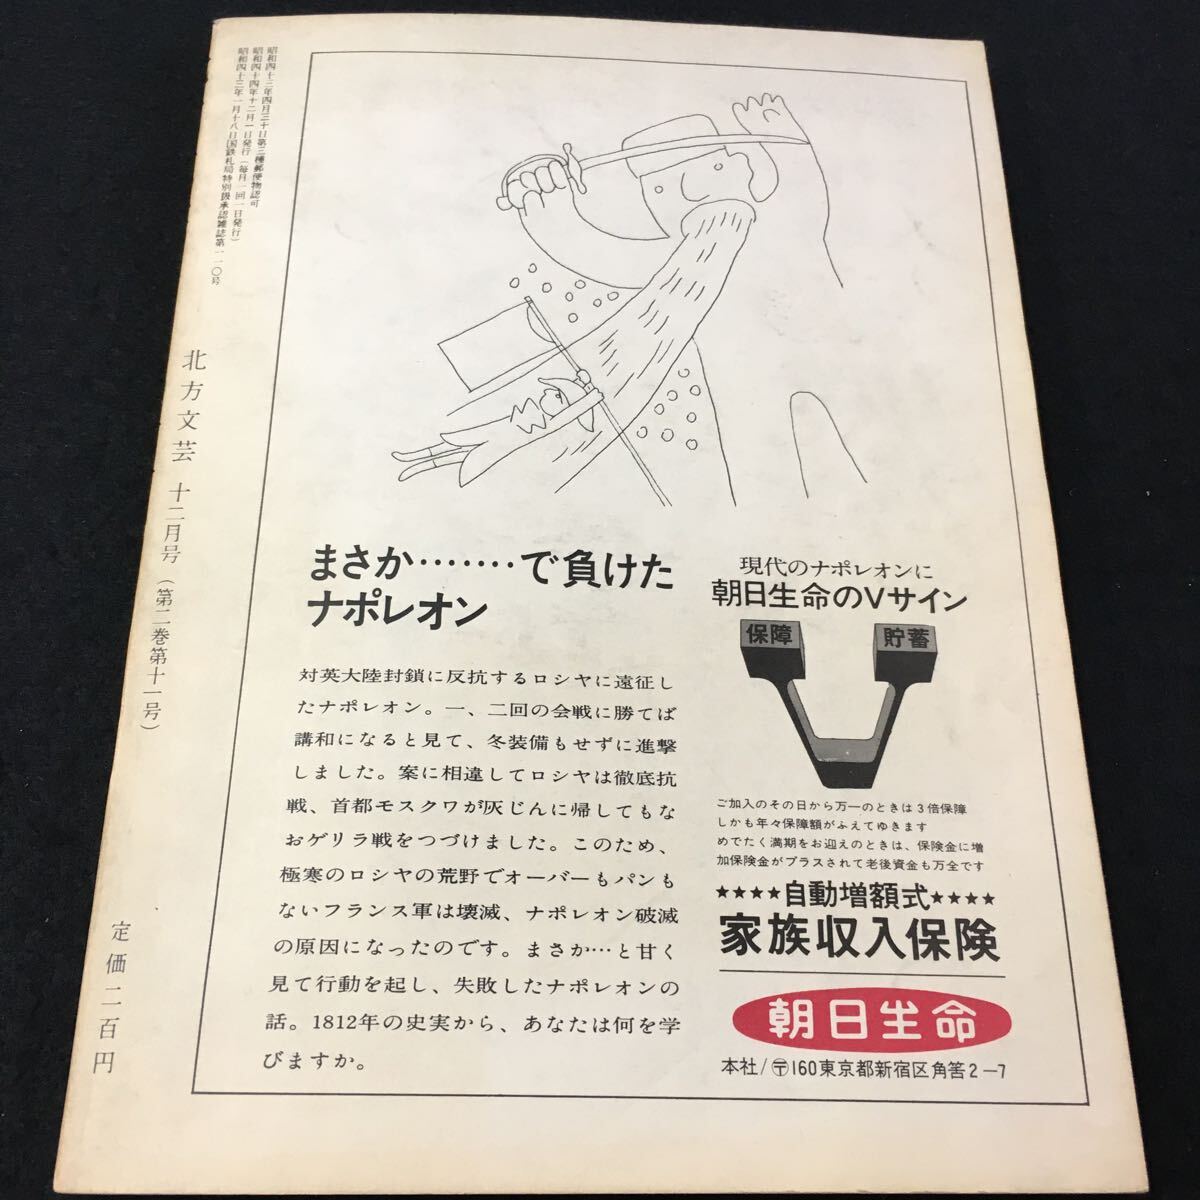 昭和四十三年四月三十日第三種郵便物認可
昭和四十四年十二月一日発行(毎月一回一日発行)
昭和四十三年一月十八日国鉄札局特別扱承認雑誌第一一〇号
北方文芸 十二月号(第二巻第十一号)
定価二百円
まさか‥‥‥‥で負けた
ナポレオン
対英大陸封鎖に反抗するロシヤに遠征し
たナポレオン。一、二回の会戦に勝てば
講和になると見て、冬装備もせずに進撃
しました。案に相違してロシヤは徹底抗
戦、首都モスクワが灰じんに帰してもな
おゲリラ戦をつづけました。このため、
極寒のロシヤの荒野でオーバーもパンも
ないフランス軍は壊滅、ナポレオン破滅
の原因になったのです。まさか…と甘く
見て行動を起し、失敗したナポレオンの
話。1812年の史実から、あなたは何を学
びますか。
現代のナポレオンに
朝日生命のVサイン
保障 貯蓄
ご加入のその日から万一のときは3倍保障
しかも年々保障額がふえてゆきます
めでたく満期をお迎えのときは、保険金に増
加保険金がプラスされて老後資金も万全です
★★★★自動増額式★★★★
家族収入保険
朝日生命
本社/〒160東京都新宿区角筈2-7